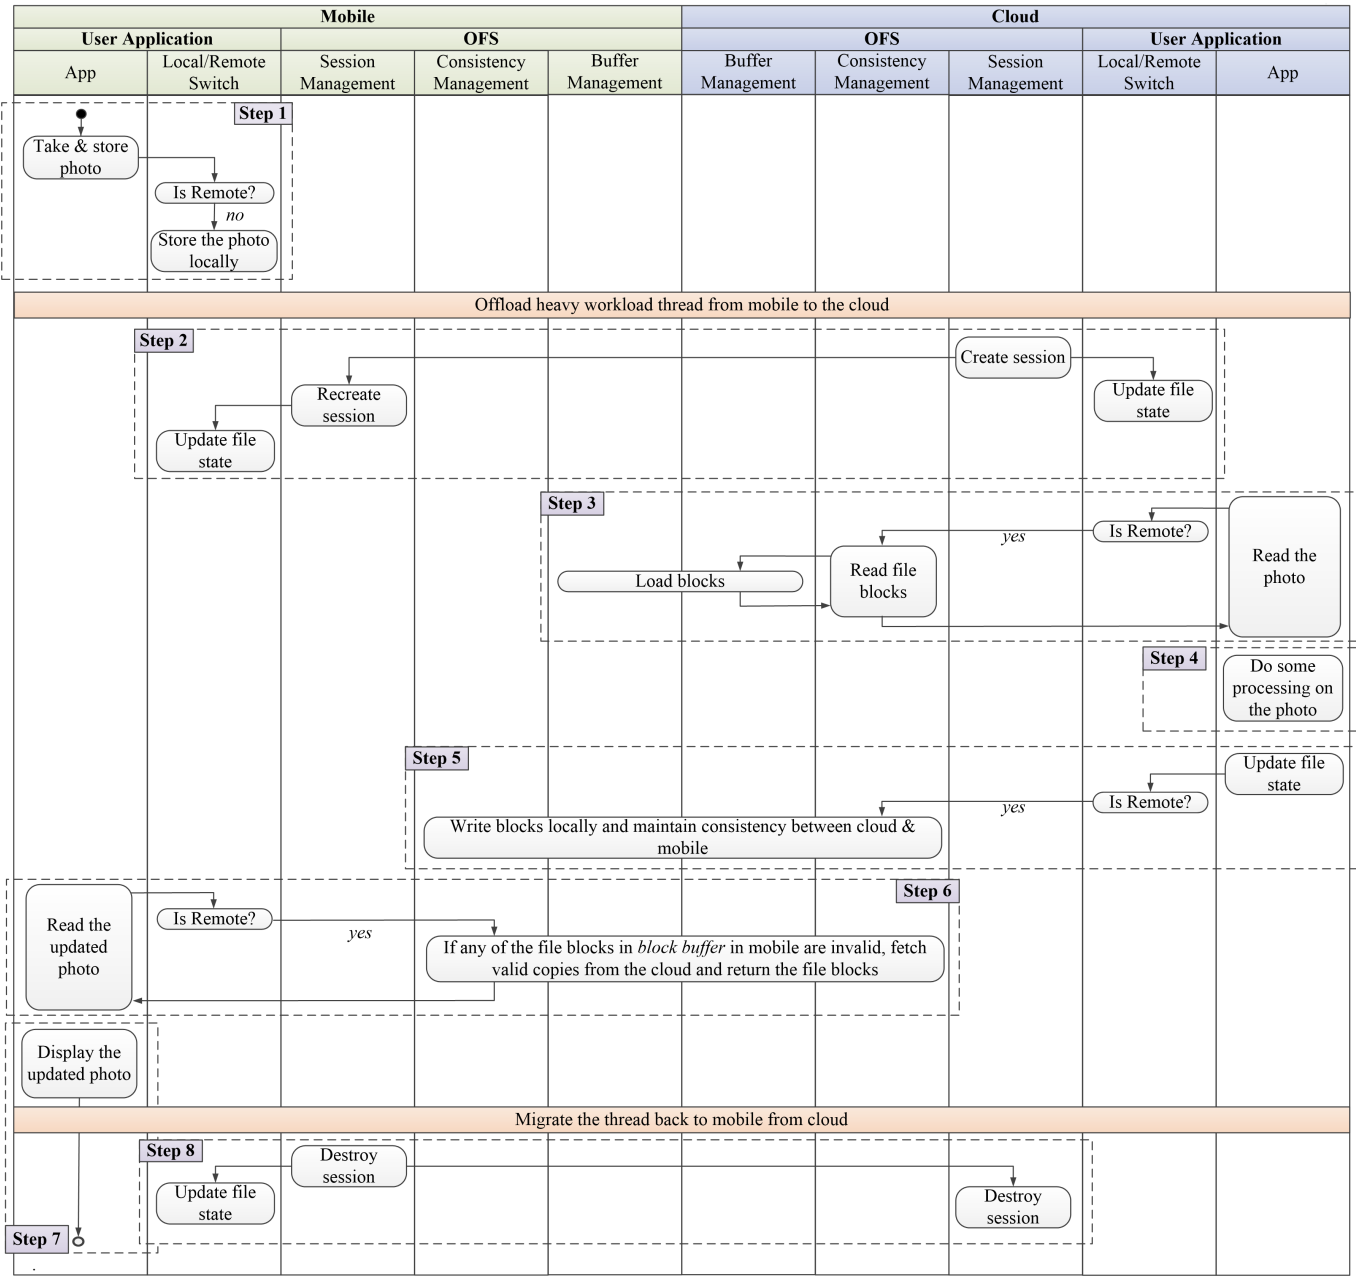 Mobile
Cloud
User Application
OFS
OFS
User Application
App
Local/Remote
Switch
Session
Management
Consistency
Management
Buffer
Management
Buffer
Management
Consistency
Management
Session
Management
Local/Remote
Switch
App
Step 1
Take & store
photo
Is Remote?
no
Store the photo
locally
Offload heavy workload thread from mobile to the cloud
Step 2
Create session
Recreate
session
Update file
state
Update file
state
Step 3
Is Remote?
yes
Read the
photo
Read file
blocks
Load blocks
Step 4
Do some
processing on
the photo
Step 5
Update file
state
Is Remote?
yes
Write blocks locally and maintain consistency between cloud &
mobile
Step 6
Read the
updated
photo
Is Remote?
yes
If any of the file blocks in block buffer in mobile are invalid, fetch
valid copies from the cloud and return the file blocks
Display the
updated photo
Migrate the thread back to mobile from cloud
Step 8
Destroy
session
Update file
state
Destroy
session
Step 7
.